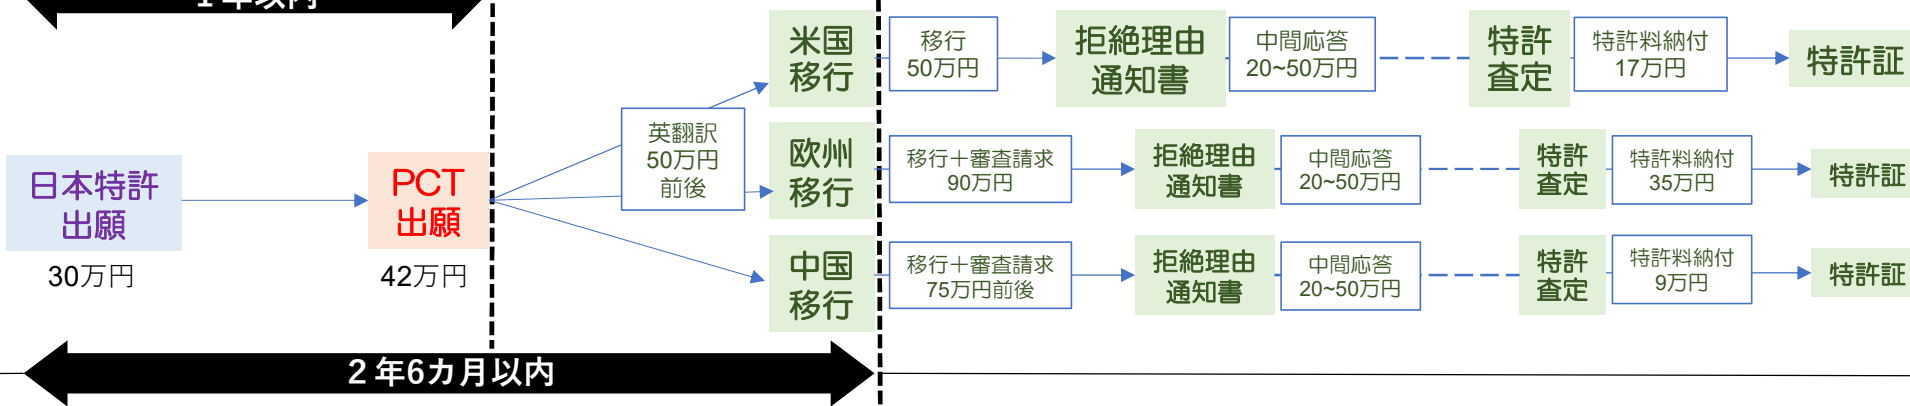 1年以内
米国
移行
移行
50万円
拒絶理由
通知書
中間応答
20~50万円
特許
査定
特許料納付
17万円
特許証
英翻訳
50万円
前後
日本特許
出願
30万円
PCT
出願
42万円
欧州
移行
移行＋審査請求
90万円
拒絶理由
通知書
中間応答
20~50万円
特許
査定
特許料納付
35万円
特許証
中国
移行
移行＋審査請求
75万円前後
拒絶理由
通知書
中間応答
20~50万円
特許
査定
特許料納付
9万円
特許証
２年6カ月以内